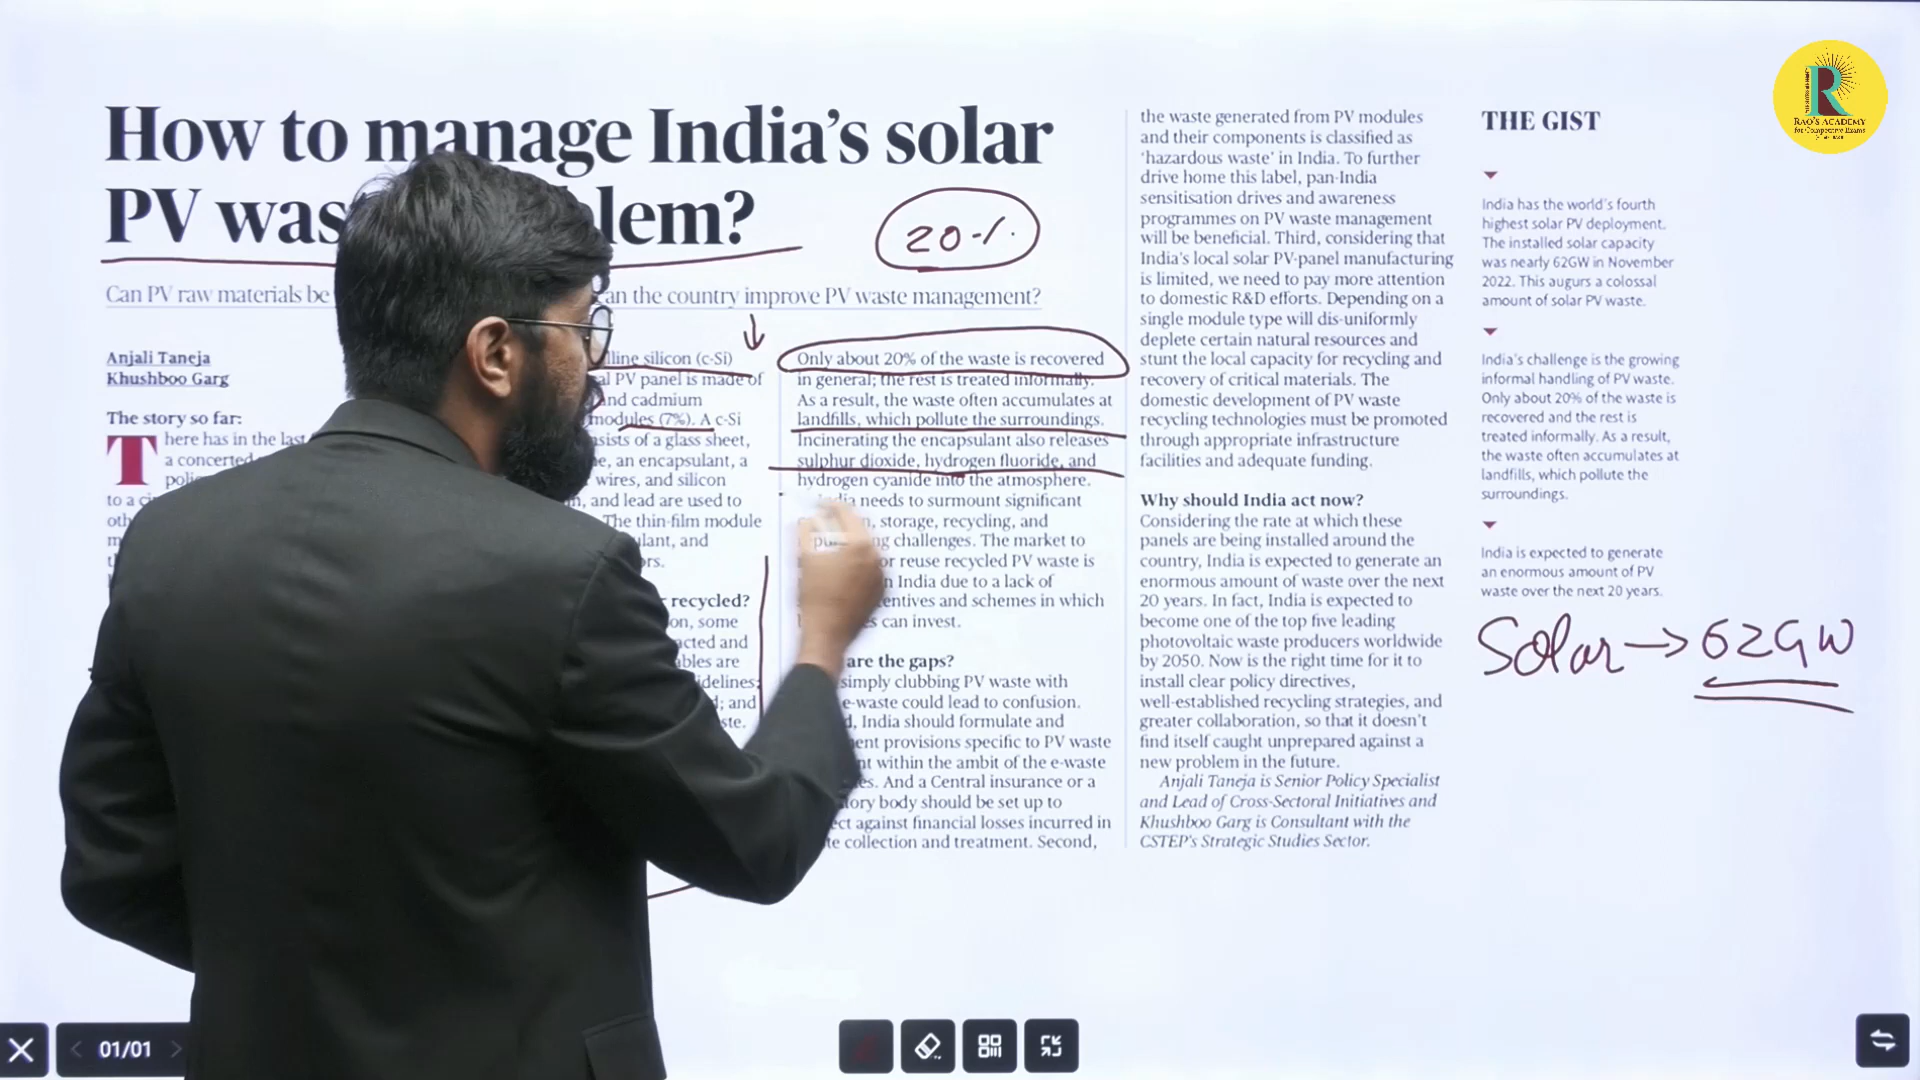 How to manage India's solar
PV was lem?
20%
Can PV raw materials be an the country improve PV waste management?
Anjali Taneja
Khushboo Garg
The story so far:
There has in the last
a concerted
to a
lline silicon (c-Si)
al PV panel is made of
nd cadmium
modules (7%). A c-Si
sists of a glass sheet,
e, an encapsulant, a
wires, and silicon
and lead are used to
The thin-film module
lant, and
rs.
recycled?
on, some
acted and
ables are
idelines;
d; and
ste.
Only about 20% of the waste is recovered
in general; the rest is treated informally.
As a result, the waste often accumulates at
landfills, which pollute the surroundings.
Incinerating the encapsulant also releases
sulphur dioxide, hydrogen fluoride, and
hydrogen cyanide into the atmosphere.
needs to surmount significant
storage, recycling, and
ng challenges. The market to
or reuse recycled PV waste is
n India due to a lack of
entives and schemes in which
s can invest.
are the gaps?
simply clubbing PV waste with
e-waste could lead to confusion.
India should formulate and
ent provisions specific to PV waste
nt within the ambit of the e-waste
es. And a Central insurance or a
ory body should be set up to
ct against financial losses incurred in
te collection and treatment. Second,
the waste generated from PV modules
and their components is classified as
'hazardous waste' in India. To further
drive home this label, pan-India
sensitisation drives and awareness
programmes on PV waste management
will be beneficial. Third, considering that
India's local solar PV-panel manufacturing
is limited, we need to pay more attention
to domestic R&D efforts. Depending on a
single module type will dis-uniformly
deplete certain natural resources and
stunt the local capacity for recycling and
recovery of critical materials. The
domestic development of PV waste
recycling technologies must be promoted
through appropriate infrastructure
facilities and adequate funding.
Why should India act now?
Considering the rate at which these
panels are being installed around the
country, India is expected to generate an
enormous amount of waste over the next
20 years. In fact, India is expected to
become one of the top five leading
photovoltaic waste producers worldwide
by 2050. Now is the right time for it to
install clear policy directives,
well-established recycling strategies, and
greater collaboration, so that it doesn't
find itself caught unprepared against a
new problem in the future.
Anjali Taneja is Senior Policy Specialist
and Lead of Cross-Sectoral Initiatives and
Khushboo Garg is Consultant with the
CSTEP's Strategic Studies Sector.
THE GIST
India has the world's fourth
highest solar PV deployment.
The installed solar capacity
was nearly 62GW in November
2022. This augurs a colossal
amount of solar PV waste.
India's challenge is the growing
informal handling of PV waste.
Only about 20% of the waste is
recovered and the rest is
treated informally. As a result,
the waste often accumulates at
landfills, which pollute the
surroundings.
India is expected to generate
an enormous amount of PV
waste over the next 20 years.
Solar → 62GW
R
RAO'S ACADEMY
for Competitive Exams
01/01